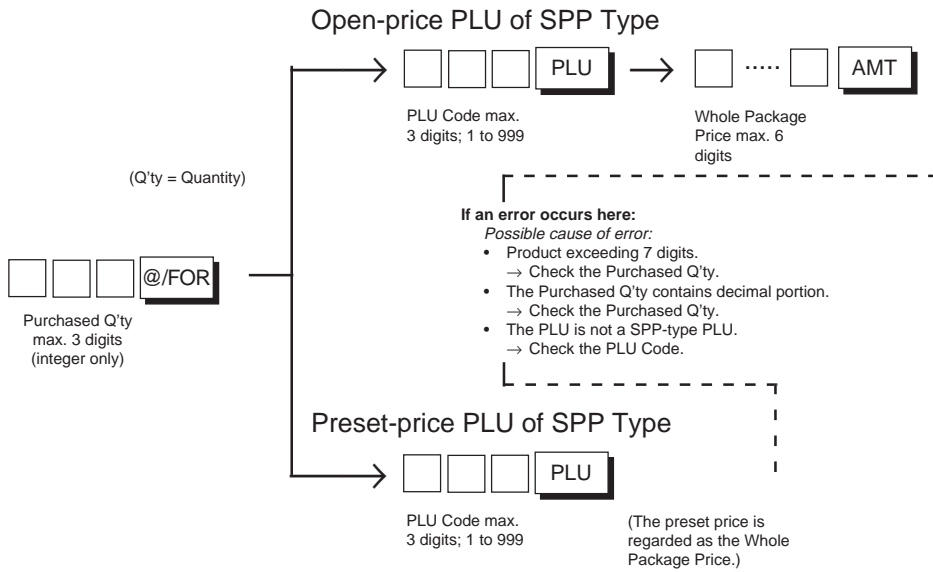 Open-price PLU of SPP Type
PLU
AMT
PLU Code max.
3 digits; 1 to 999
Whole Package
Price max. 6
digits
(Q'ty = Quantity)
If an error occurs here:
Possible cause of error:
• Product exceeding 7 digits.
→ Check the Purchased Q'ty.
• The Purchased Q'ty contains decimal portion.
→ Check the Purchased Q'ty.
• The PLU is not a SPP-type PLU.
→ Check the PLU Code.
@/FOR
Purchased Q'ty
max. 3 digits
(integer only)
Preset-price PLU of SPP Type
PLU
PLU Code max.
3 digits; 1 to 999
(The preset price is
regarded as the Whole
Package Price.)